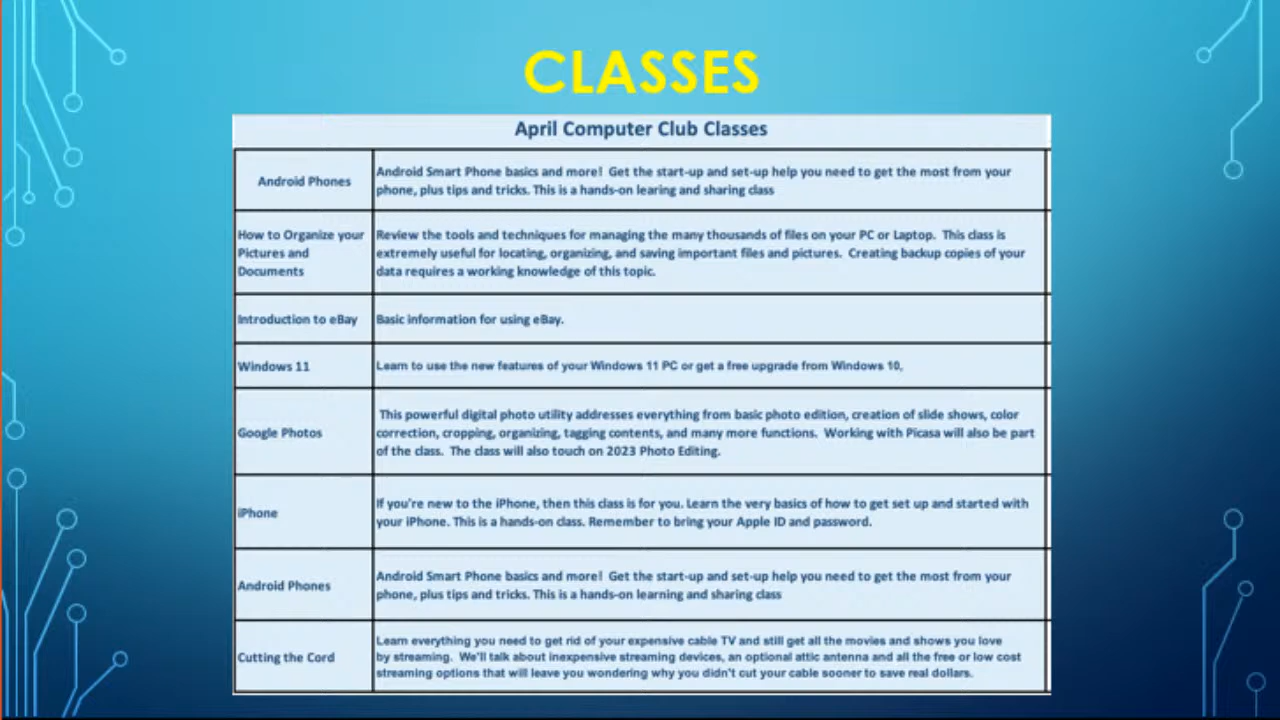 CLASSES
April Computer Club Classes
Android Phones
Android Smart Phone basics and more! Get the start-up and set-up help you need to get the most from your
phone, plus tips and tricks. This is a hands-on learing and sharing class
How to Organize your
Pictures and
Documents
Review the tools and techniques for managing the many thousands of files on your PC or Laptop. This class is
extremely useful for locating, organizing, and saving important files and pictures. Creating backup copies of your
data requires a working knowledge of this topic.
Introduction to eBay
Basic information for using eBay.
Windows 11
Learn to use the new features of your Windows 11 PC or get a free upgrade from Windows 10,
Google Photos
This powerful digital photo utility addresses everything from basic photo edition, creation of slide shows, color
correction, cropping, organizing, tagging contents, and many more functions. Working with Picasa will also be part
of the class. The class will also touch on 2023 Photo Editing.
iPhone
If you're new to the iPhone, then this class is for you. Learn the very basics of how to get set up and started with
your iPhone. This is a hands-on class. Remember to bring your Apple ID and password.
Android Phones
Android Smart Phone basics and more! Get the start-up and set-up help you need to get the most from your
phone, plus tips and tricks. This is a hands-on learning and sharing class
Cutting the Cord
Learn everything you need to get rid of your expensive cable TV and still get all the movies and shows you love
by streaming. We'll talk about inexpensive streaming devices, an optional attic antenna and all the free or low cost
streaming options that will leave you wondering why you didn't cut your cable sooner to save real dollars.